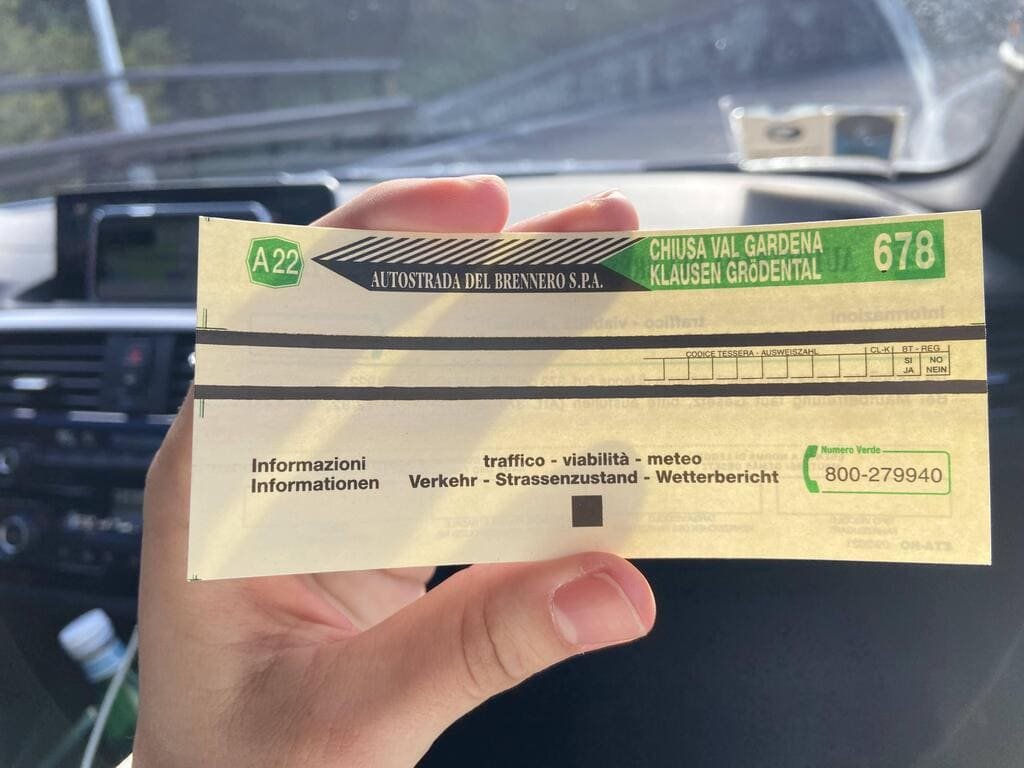 A22
AUTOSTRADA DEL BRENNERO S.P.A.
CHIUSA VAL GARDENA
KLAUSEN GRÖDENTAL
678
CODICE TESSERA - AUSWEISZAHL
CL-K
BT - REG
SI NO
JA NEIN
Informazioni
Informationen
traffico - viabilità - meteo
Verkehr - Strassenzustand - Wetterbericht
Numero Verde
800-279940